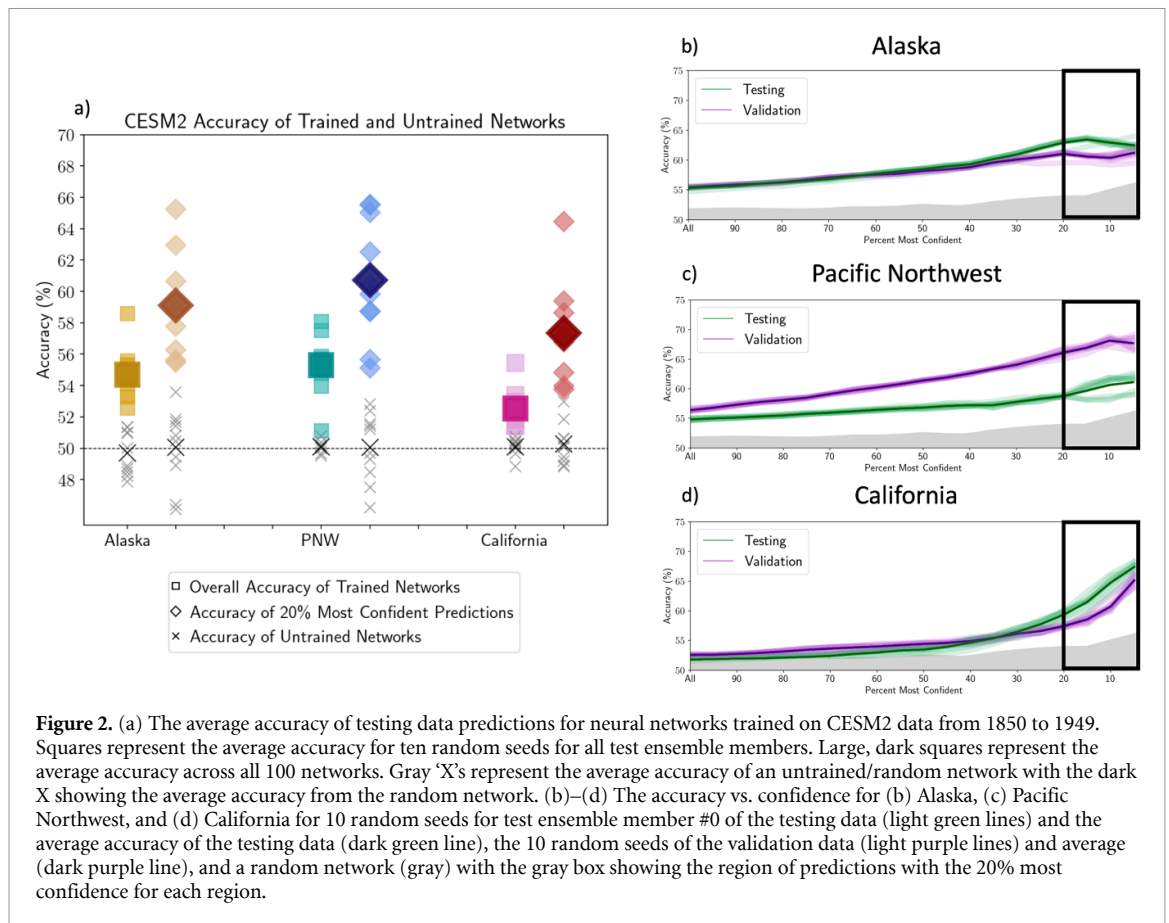 a)
CESM2 Accuracy of Trained and Untrained Networks
Accuracy (%)
70
68
66
64
62
60
58
56
54
52
50
48
Alaska
PNW
California
Overall Accuracy of Trained Networks
Accuracy of 20% Most Confident Predictions
Accuracy of Untrained Networks
b)
Alaska
Testing
Validation
Accuracy (%)
75
70
65
60
55
50
All 90 80 70 60 50 40 30 20 10
Percent Most Confident
c)
Pacific Northwest
Testing
Validation
Accuracy (%)
75
70
65
60
55
50
All 90 80 70 60 50 40 30 20 10
Percent Most Confident
d)
California
Testing
Validation
Accuracy (%)
75
70
65
60
55
50
All 90 80 70 60 50 40 30 20 10
Percent Most Confident
Figure 2. (a) The average accuracy of testing data predictions for neural networks trained on CESM2 data from 1850 to 1949.
Squares represent the average accuracy for ten random seeds for all test ensemble members. Large, dark squares represent the
average accuracy across all 100 networks. Gray ‘X’s represent the average accuracy of an untrained/random network with the dark
X showing the average accuracy from the random network. (b)–(d) The accuracy vs. confidence for (b) Alaska, (c) Pacific
Northwest, and (d) California for 10 random seeds for test ensemble member #0 of the testing data (light green lines) and the
average accuracy of the testing data (dark green line), the 10 random seeds of the validation data (light purple lines) and average
(dark purple line), and a random network (gray) with the gray box showing the region of predictions with the 20% most
confidence for each region.